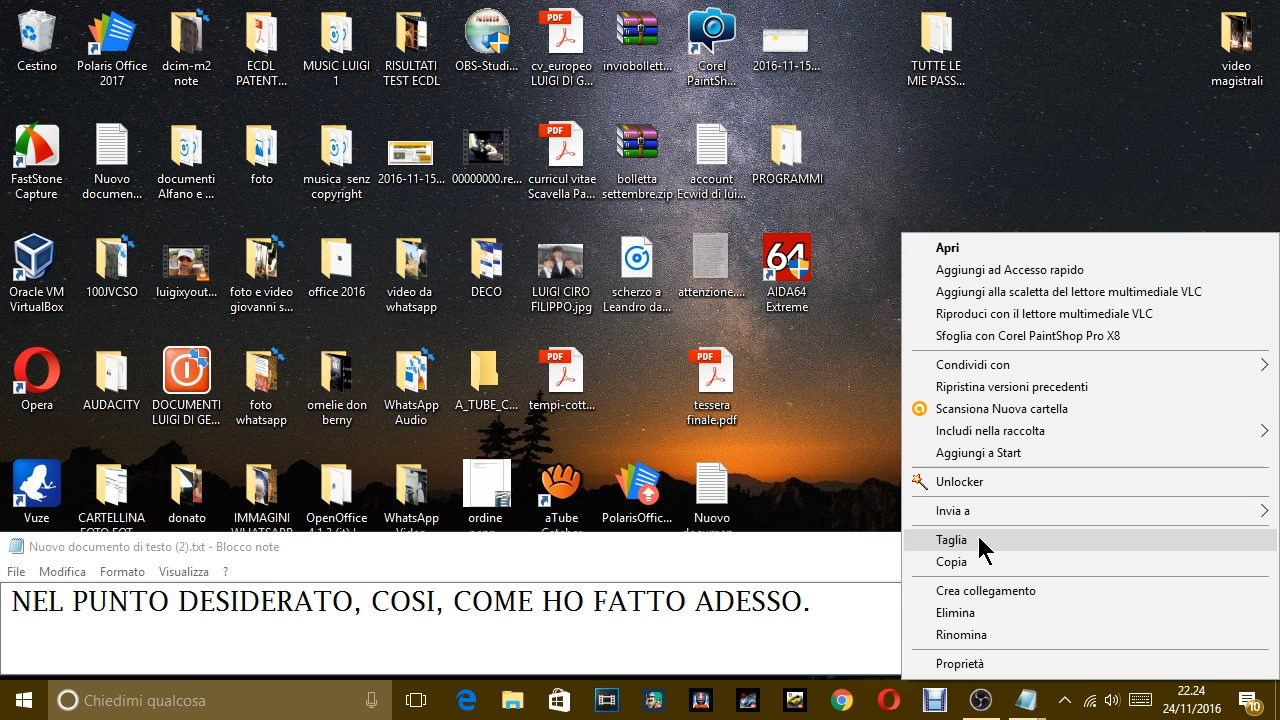 Cestino
Polaris Office
2017
dcim-m2
note
ECDL
PATENT...
MUSIC LUIGI
1
RISULTATI
TEST ECDL
NSIS
OBS-Studi...
PDF
cv_europeo
LUIGI DI G...
inviobollett...
Corel
PaintSh...
2016-11-15...
TUTTE LE
MIE PASS...
video
magistrali
FastStone
Capture
Nuovo
documen...
documenti
Alfano e ...
foto
musica senz
copyright
2016-11-15...
00000000.re...
PDF
curricul vitae
Scavella Pa...
bolletta
settembre.zip
account
Ecwid di lui...
PROGRAMMI
Oracle VM
VirtualBox
100JVCSO
luigixyout...
foto e video
giovanni s...
office 2016
video da
whatsapp
DECO
LUIGI CIRO
FILIPPO.jpg
scherzo a
Leandro da...
attenzione....
64
AIDA64
Extreme
Opera
AUDACITY
DOCUMENTI
LUIGI DI GE...
foto
whatsapp
omelie don
berny
WhatsApp
Audio
A_TUBE_C...
PDF
tempi-cott...
PDF
tessera
finale.pdf
Vuze
CARTELLINA
donato
IMMAGINI
OpenOffice
WhatsApp
ordine
aTube
PolarisOffic...
Nuovo
Apri
Aggiungi ad Accesso rapido
Aggiungi alla scaletta del lettore multimediale VLC
Riproduci con il lettore multimediale VLC
Sfoglia con Corel PaintShop Pro X8
Condividi con
Ripristina versioni precedenti
Scansiona Nuova cartella
Includi nella raccolta
Aggiungi a Start
Unlocker
Invia a
Taglia
Copia
Crea collegamento
Elimina
Rinomina
Proprietà
Nuovo documento di testo (2).txt - Blocco note
File Modifica Formato Visualizza ?
NEL PUNTO DESIDERATO, COSI, COME HO FATTO ADESSO.
Chiedimi qualcosa
22.24
24/11/2016
10